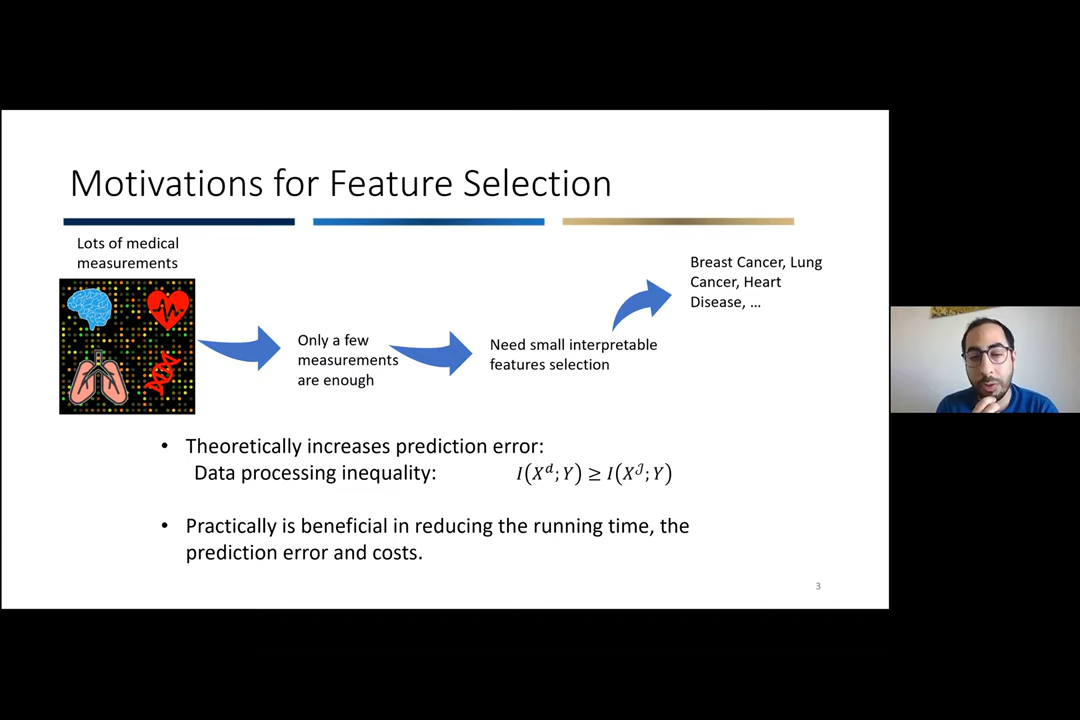 Motivations for Feature Selection
Lots of medical
measurements
Only a few
measurements
are enough
Need small interpretable
features selection
Breast Cancer, Lung
Cancer, Heart
Disease, …
• Theoretically increases prediction error:
Data processing inequality: I(X^d; Y) ≥ I(X^𝒥; Y)
• Practically is beneficial in reducing the running time, the
prediction error and costs.
3